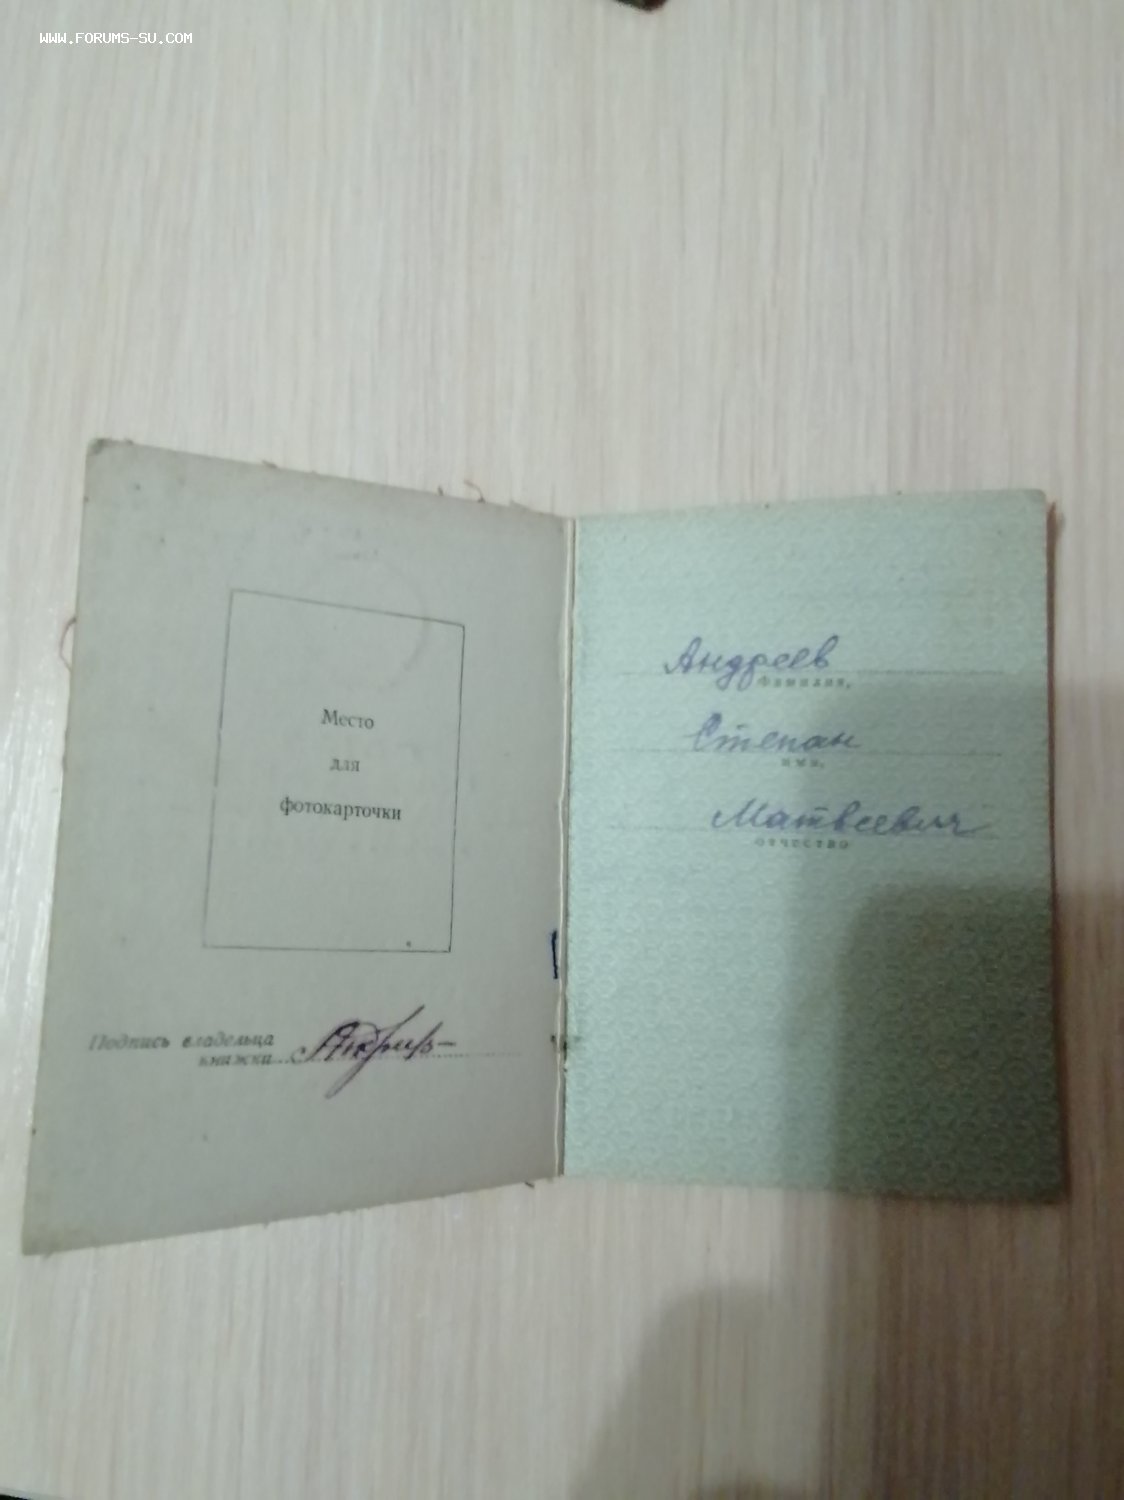 WWW.FORUMS-SU.COM
Место
для
фотокарточки
Подпись владельца
книжки
Андреев
фамилия,
Степан
имя,
Матвеевич
отчество